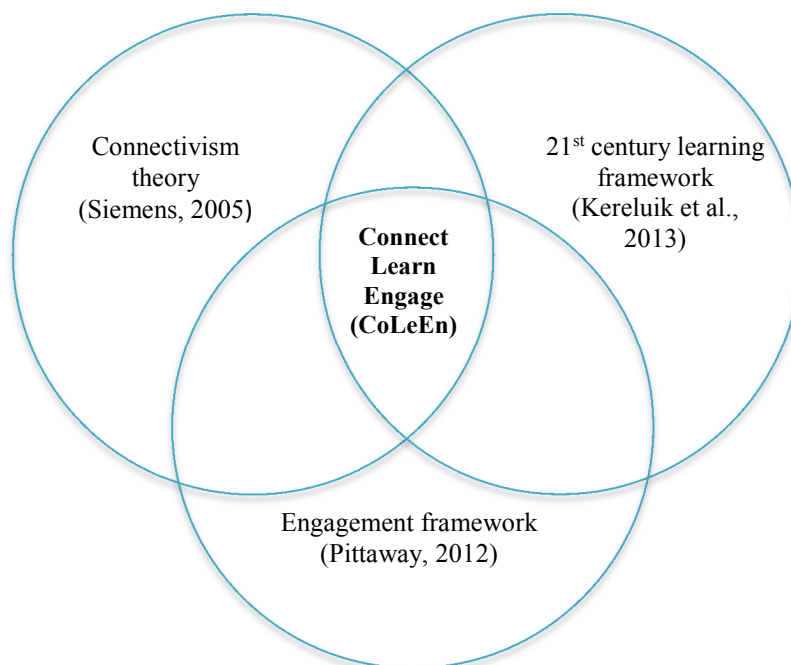 Connectivism
theory
(Siemens, 2005)
21st century learning
framework
(Kereluik et al.,
2013)
Connect
Learn
Engage
(CoLeEn)
Engagement framework
(Pittaway, 2012)